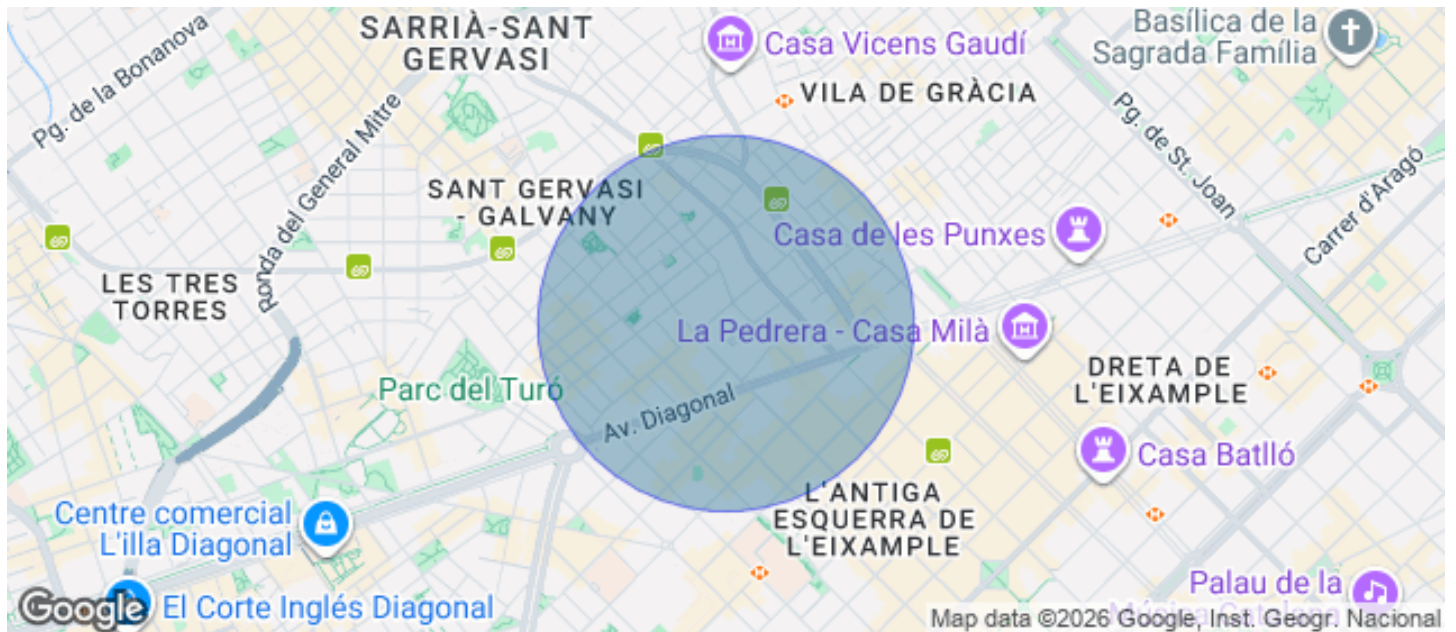 SARRIÀ-SANT
GERVASI
Pg. de la Bonanova
Casa Vicens Gaudí
Basílica de la
Sagrada Família
VILA DE GRÀCIA
Ronda del General Mitre
Pg. de St. Joan
SANT GERVASI
- GALVANY
Casa de les Punxes
Carrer d'Aragó
LES TRES
TORRES
La Pedrera - Casa Milà
Parc del Turó
Av. Diagonal
DRETA DE
L'EIXAMPLE
Casa Batlló
Centre comercial
L'illa Diagonal
L'ANTIGA
ESQUERRA DE
L'EIXAMPLE
Palau de la
Música Catalana
Google
El Corte Inglés Diagonal
Map data ©2026 Google, Inst. Geogr. Nacional